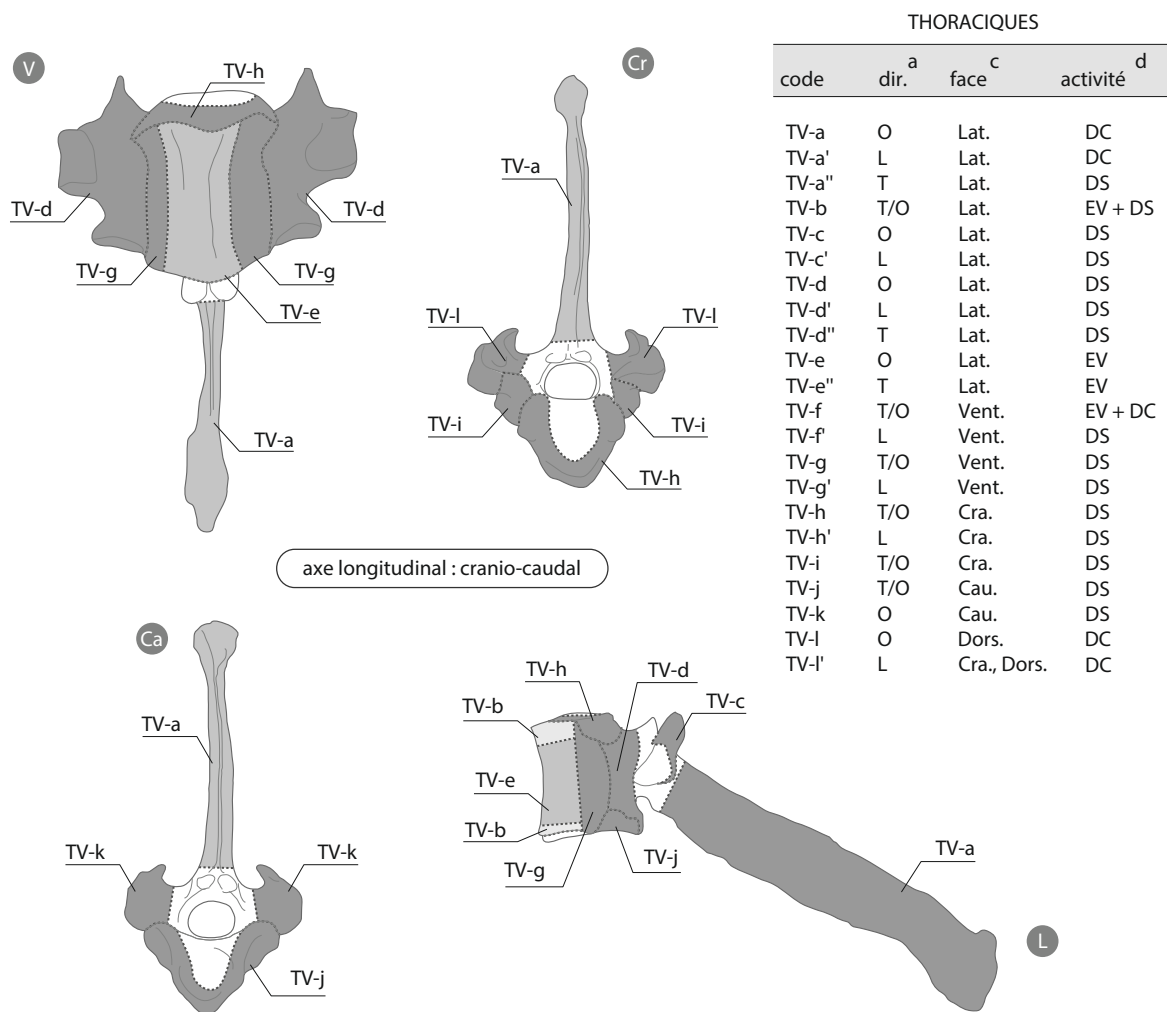 V
TV-h
TV-d
TV-d
TV-g
TV-g
TV-e
TV-a
Cr
TV-a
TV-l
TV-l
TV-i
TV-i
TV-h
axe longitudinal : cranio-caudal
Ca
TV-a
TV-k
TV-k
TV-j
TV-h
TV-d
TV-b
TV-c
TV-e
TV-b
TV-g
TV-j
TV-a
L
THORACIQUES
code dir. a face c activité d
TV-a O Lat. DC
TV-a' L Lat. DC
TV-a" T Lat. DS
TV-b T/O Lat. EV + DS
TV-c O Lat. DS
TV-c' L Lat. DS
TV-d O Lat. DS
TV-d' L Lat. DS
TV-d" T Lat. DS
TV-e O Lat. EV
TV-e" T Lat. EV
TV-f T/O Vent. EV + DC
TV-f' L Vent. DS
TV-g T/O Vent. DS
TV-g' L Vent. DS
TV-h T/O Cra. DS
TV-h' L Cra. DS
TV-i T/O Cra. DS
TV-j T/O Cau. DS
TV-k O Cau. DS
TV-l O Dors. DC
TV-l' L Cra., Dors. DC